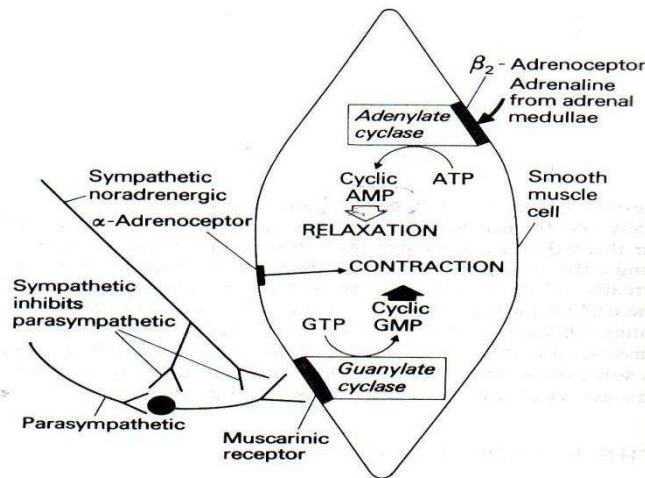 β2 - Adrenoceptor
Adrenaline
from adrenal
medullae
Adenylate
cyclase
Sympathetic
noradrenergic
Cyclic
AMP
ATP
Smooth
muscle
cell
α-Adrenoceptor
RELAXATION
CONTRACTION
Sympathetic
inhibits
parasympathetic
GTP
Cyclic
GMP
Guanylate
cyclase
Parasympathetic
Muscarinic
receptor